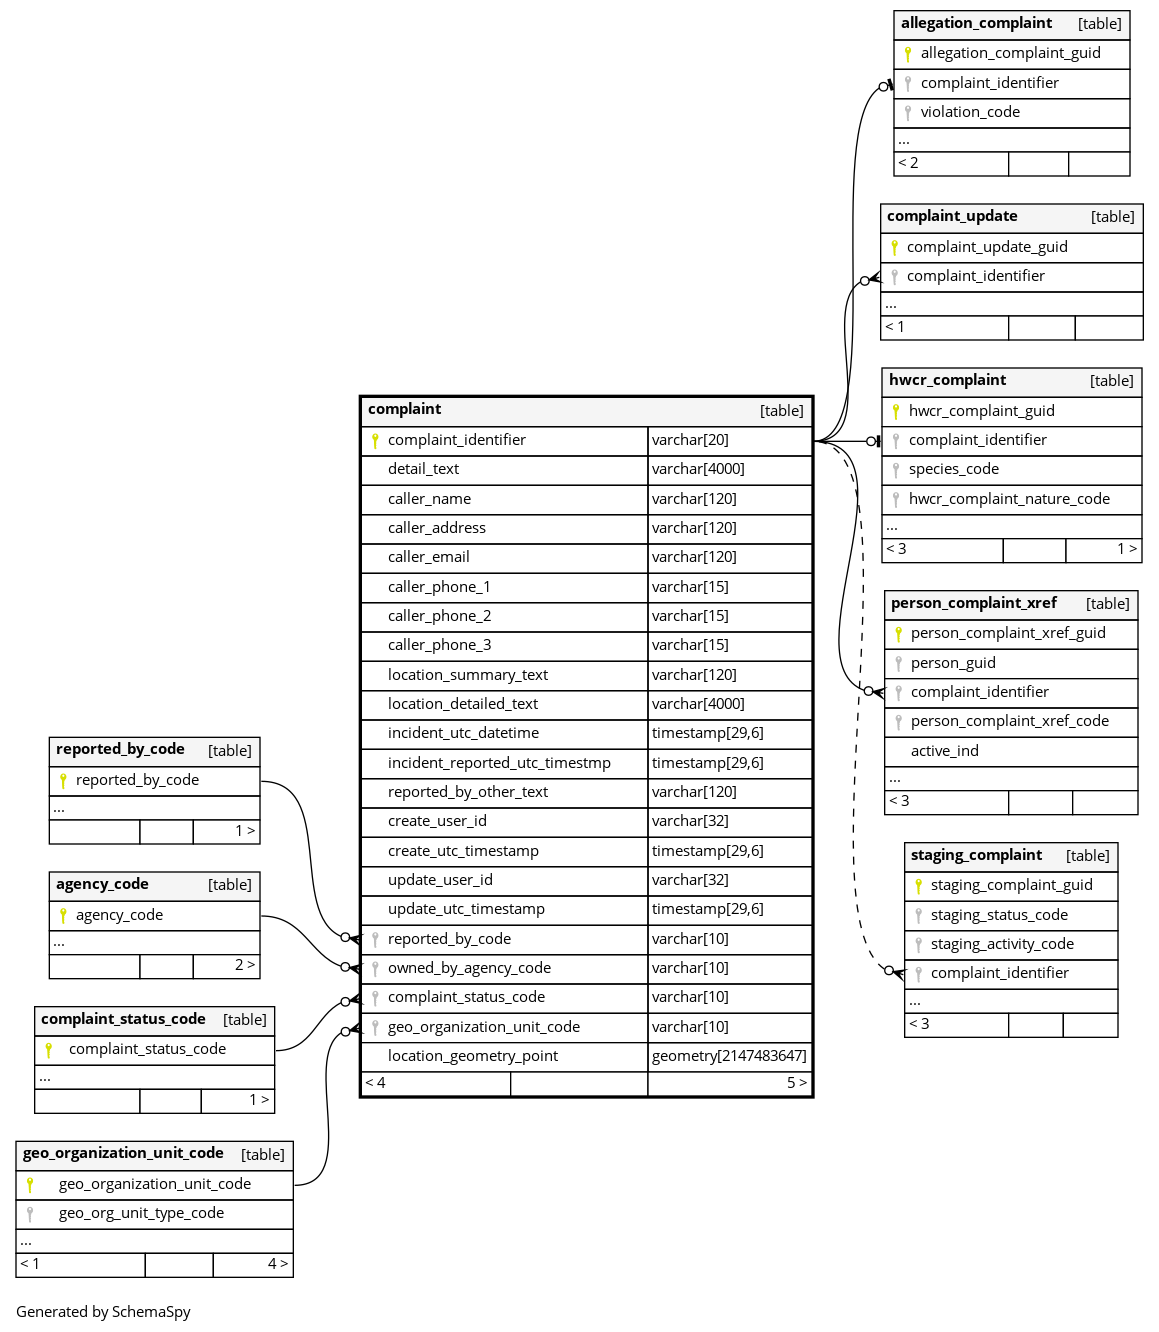 allegation_complaint [table]
allegation_complaint_guid
complaint_identifier
violation_code
...
< 2
complaint_update [table]
complaint_update_guid
complaint_identifier
...
< 1
hwcr_complaint [table]
hwcr_complaint_guid
complaint_identifier
species_code
hwcr_complaint_nature_code
...
< 3 1 >
person_complaint_xref [table]
person_complaint_xref_guid
person_guid
complaint_identifier
person_complaint_xref_code
active_ind
...
< 3
staging_complaint [table]
staging_complaint_guid
staging_status_code
staging_activity_code
complaint_identifier
...
< 3
complaint [table]
complaint_identifier varchar[20]
detail_text varchar[4000]
caller_name varchar[120]
caller_address varchar[120]
caller_email varchar[120]
caller_phone_1 varchar[15]
caller_phone_2 varchar[15]
caller_phone_3 varchar[15]
location_summary_text varchar[120]
location_detailed_text varchar[4000]
incident_utc_datetime timestamp[29,6]
incident_reported_utc_timestmp timestamp[29,6]
reported_by_other_text varchar[120]
create_user_id varchar[32]
create_utc_timestamp timestamp[29,6]
update_user_id varchar[32]
update_utc_timestamp timestamp[29,6]
reported_by_code varchar[10]
owned_by_agency_code varchar[10]
complaint_status_code varchar[10]
geo_organization_unit_code varchar[10]
location_geometry_point geometry[2147483647]
< 4 5 >
reported_by_code [table]
reported_by_code
...
1 >
agency_code [table]
agency_code
...
2 >
complaint_status_code [table]
complaint_status_code
...
1 >
geo_organization_unit_code [table]
geo_organization_unit_code
geo_org_unit_type_code
...
< 1 4 >
Generated by SchemaSpy